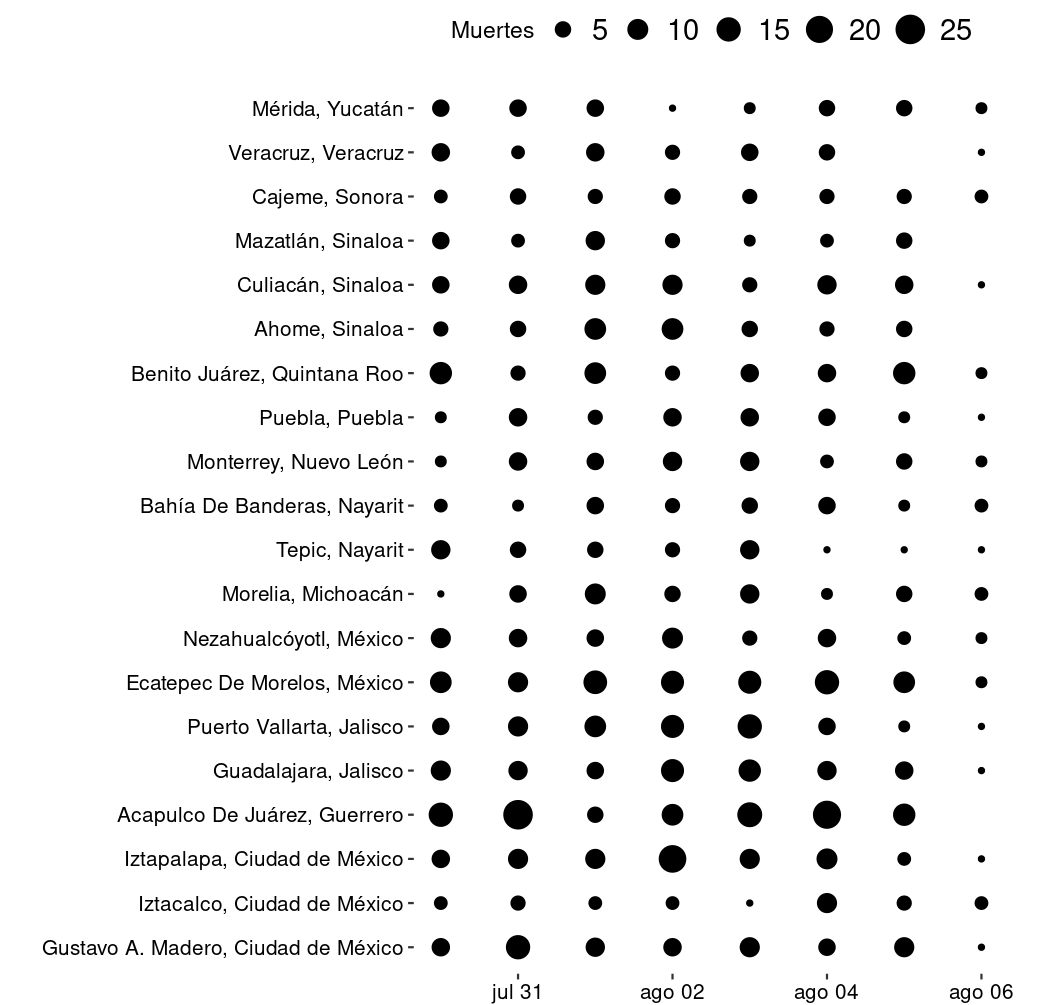 Muertes 5 10 15 20 25
Mérida, Yucatán
Veracruz, Veracruz
Cajeme, Sonora
Mazatlán, Sinaloa
Culiacán, Sinaloa
Ahome, Sinaloa
Benito Juárez, Quintana Roo
Puebla, Puebla
Monterrey, Nuevo León
Bahía De Banderas, Nayarit
Tepic, Nayarit
Morelia, Michoacán
Nezahualcóyotl, México
Ecatepec De Morelos, México
Puerto Vallarta, Jalisco
Guadalajara, Jalisco
Acapulco De Juárez, Guerrero
Iztapalapa, Ciudad de México
Iztacalco, Ciudad de México
Gustavo A. Madero, Ciudad de México
jul 31 ago 02 ago 04 ago 06